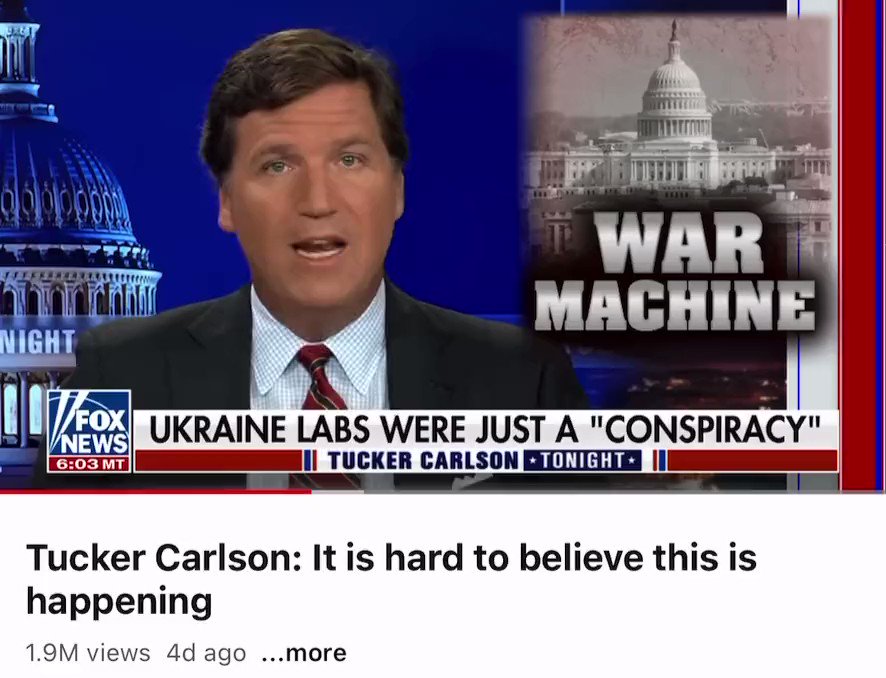 WAR
MACHINE
NIGHT
FOX
NEWS
6:03 MT
UKRAINE LABS WERE JUST A "CONSPIRACY"
TUCKER CARLSON TONIGHT
Tucker Carlson: It is hard to believe this is
happening
1.9M views 4d ago ...more